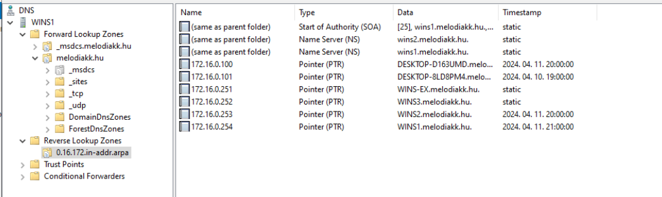 DNS
WINS1
Forward Lookup Zones
_msdcs.melodiakk.hu
melodiakk.hu
_msdcs
_sites
_tcp
_udp
DomainDnsZones
ForestDnsZones
Reverse Lookup Zones
0.16.172.in-addr.arpa
Trust Points
Conditional Forwarders
Name Type Data Timestamp
(same as parent folder) Start of Authority (SOA) [25], wins1.melodiakk.hu.,... static
(same as parent folder) Name Server (NS) wins2.melodiakk.hu. static
(same as parent folder) Name Server (NS) wins1.melodiakk.hu. static
172.16.0.100 Pointer (PTR) DESKTOP-D163UMD.melo... 2024. 04. 11. 20:00:00
172.16.0.101 Pointer (PTR) DESKTOP-8LD8PM4.melo... 2024. 04. 10. 19:00:00
172.16.0.251 Pointer (PTR) WINS-EX.melodiakk.hu. static
172.16.0.252 Pointer (PTR) WINS3.melodiakk.hu. static
172.16.0.253 Pointer (PTR) WINS2.melodiakk.hu. 2024. 04. 11. 20:00:00
172.16.0.254 Pointer (PTR) WINS1.melodiakk.hu. 2024. 04. 11. 21:00:00